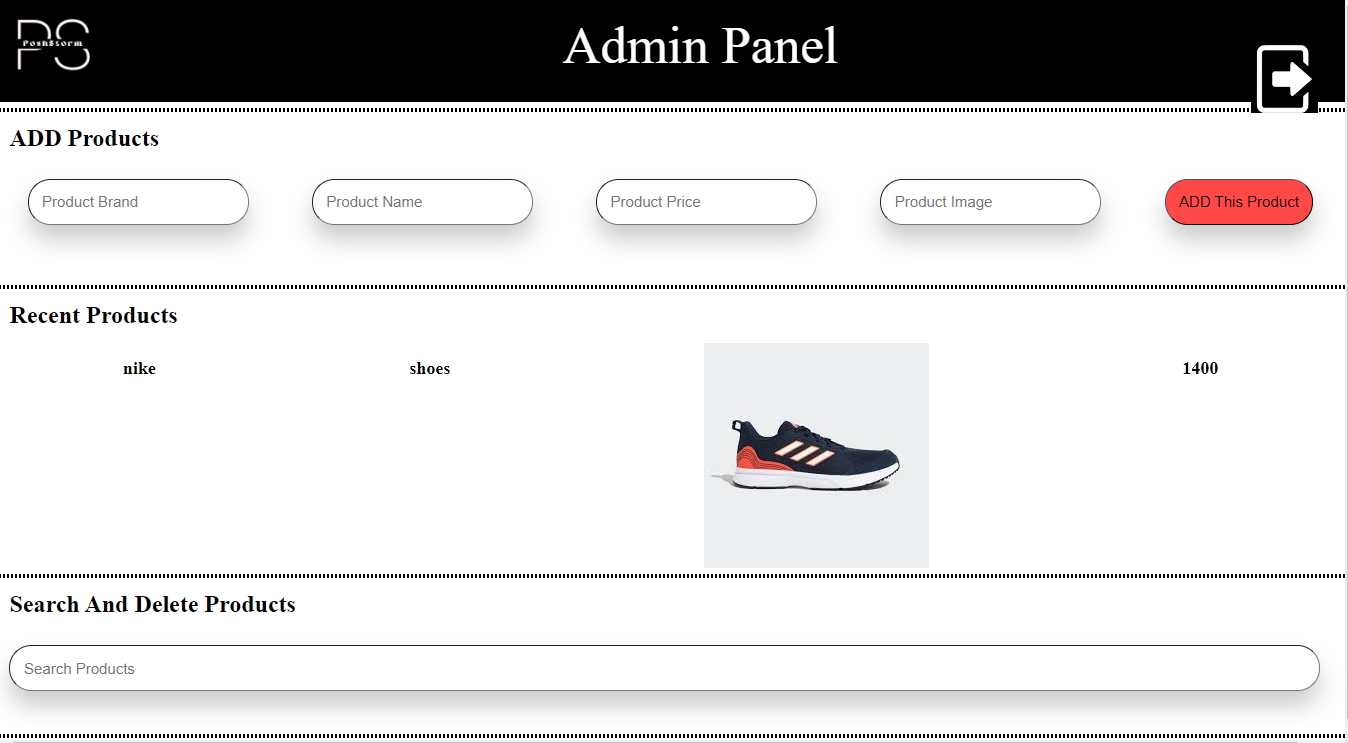 PS
PoshStorm
Admin Panel
ADD Products
Product Brand
Product Name
Product Price
Product Image
ADD This Product
Recent Products
nike
shoes
1400
Search And Delete Products
Search Products